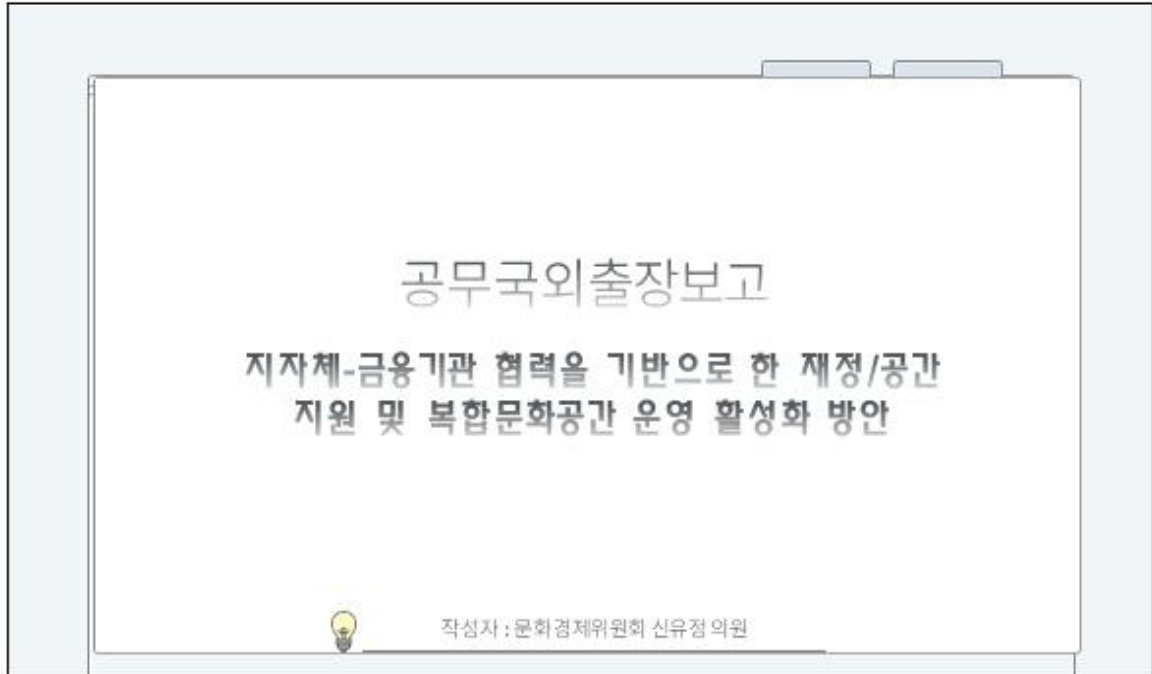 공무국외출장보고
지자체-금융기관 협력을 기반으로 한 재정/공간
지원 및 복합문화공간 운영 활성화 방안
작성자 : 문화경제위원회 신유정 의원